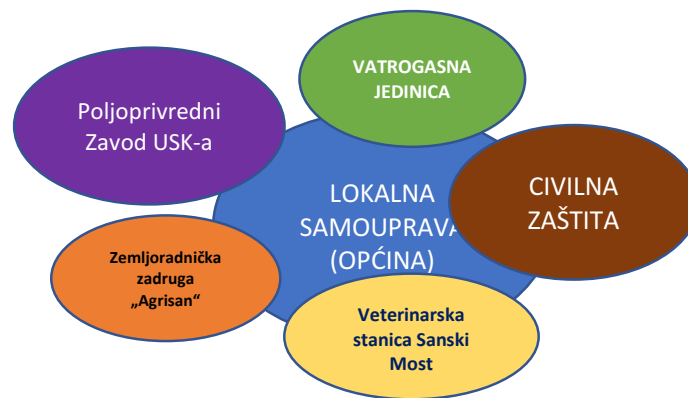 VATROGASNA
JEDINICA
Poljoprivredni
Zavod USK-a
CIVILNA
ZAŠTITA
LOKALNA
SAMOUPRAVA
(OPĆINA)
Zemljoradnička
zadruga
„Agrisan“
Veterinarska
stanica Sanski
Most